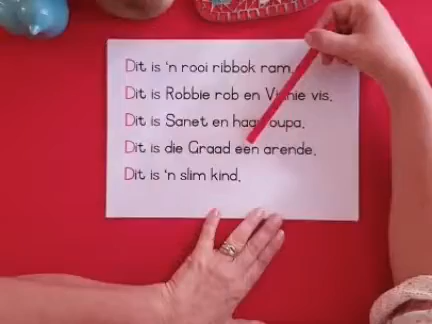 Dit is 'n rooi ribbok ram.
Dit is Robbie rob en Vinnie vis.
Dit is Sanet en haar oupa.
Dit is die Graad een arende.
Dit is 'n slim kind.